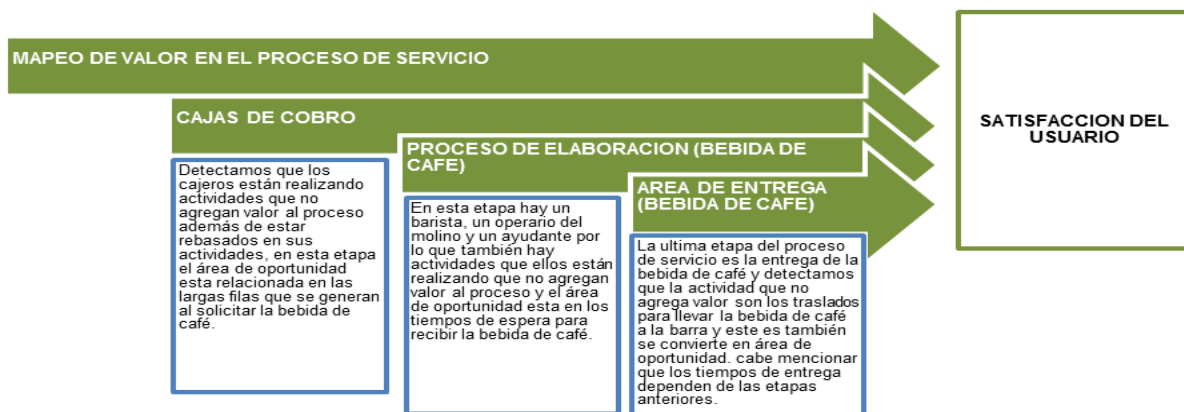 MAPEO DE VALOR EN EL PROCESO DE SERVICIO
CAJAS DE COBRO
Detectamos que los
cajeros están realizando
actividades que no
agregan valor al proceso
además de estar
rebasados en sus
actividades, en esta etapa
el área de oportunidad
esta relacionada en las
largas filas que se generan
al solicitar la bebida de
café.
PROCESO DE ELABORACION (BEBIDA DE
CAFE)
En esta etapa hay un
barista, un operario del
molino y un ayudante por
lo que también hay
actividades que ellos están
realizando que no agregan
valor al proceso y el área
de oportunidad esta en los
tiempos de espera para
recibir la bebida de café.
AREA DE ENTREGA
(BEBIDA DE CAFE)
La ultima etapa del proceso
de servicio es la entrega de la
bebida de café y detectamos
que la actividad que no
agrega valor son los traslados
para llevar la bebida de café
a la barra y este es también
se convierte en área de
oportunidad. cabe mencionar
que los tiempos de entrega
dependen de las etapas
anteriores.
SATISFACCION DEL
USUARIO